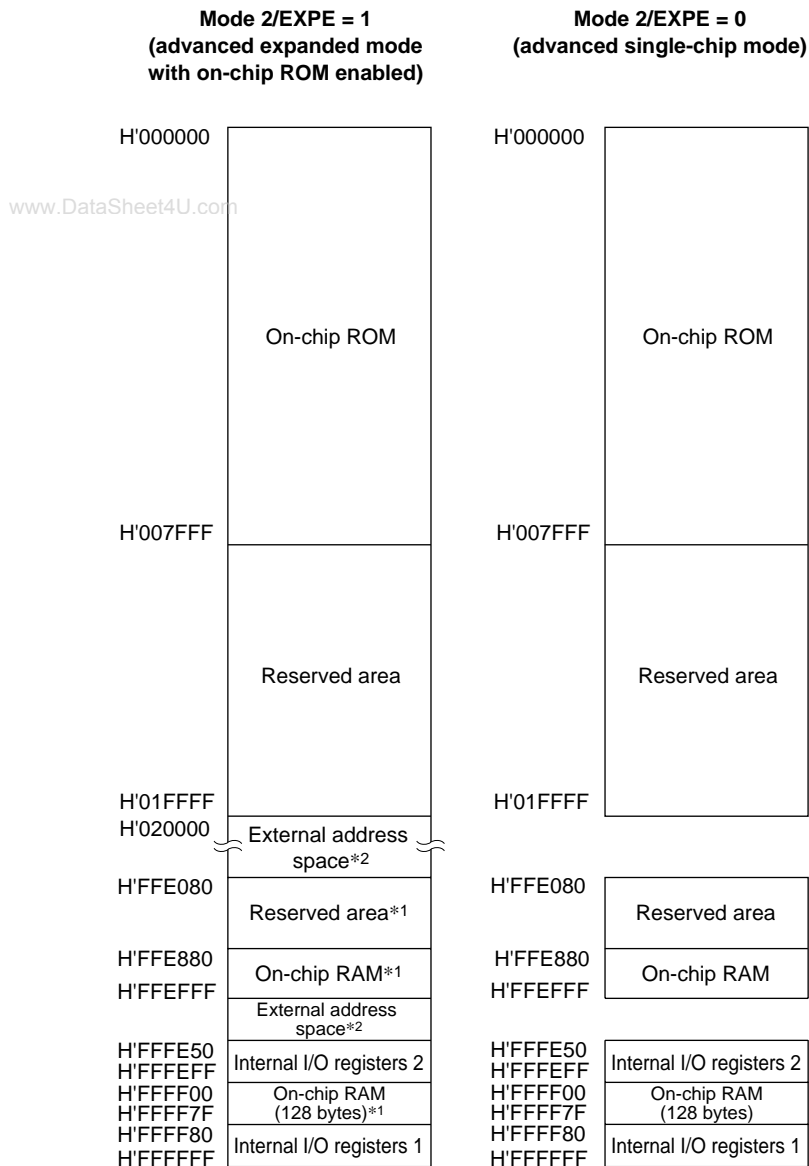 Mode 2/EXPE = 1
(advanced expanded mode
with on-chip ROM enabled)
H'000000
www.DataSheet4U.com
On-chip ROM
H'007FFF
Reserved area
H'01FFFF
H'020000
External address
space*2
H'FFE080
Reserved area*1
H'FFE880
On-chip RAM*1
H'FFEFFF
External address
space*2
H'FFFE50
Internal I/O registers 2
H'FFFEFF
H'FFFF00
On-chip RAM
(128 bytes)*1
H'FFFF7F
H'FFFF80
Internal I/O registers 1
H'FFFFFF
Mode 2/EXPE = 0
(advanced single-chip mode)
H'000000
On-chip ROM
H'007FFF
Reserved area
H'01FFFF
H'FFE080
Reserved area
H'FFE880
On-chip RAM
H'FFEFFF
H'FFFE50
Internal I/O registers 2
H'FFFEFF
H'FFFF00
On-chip RAM
(128 bytes)
H'FFFF7F
H'FFFF80
Internal I/O registers 1
H'FFFFFF